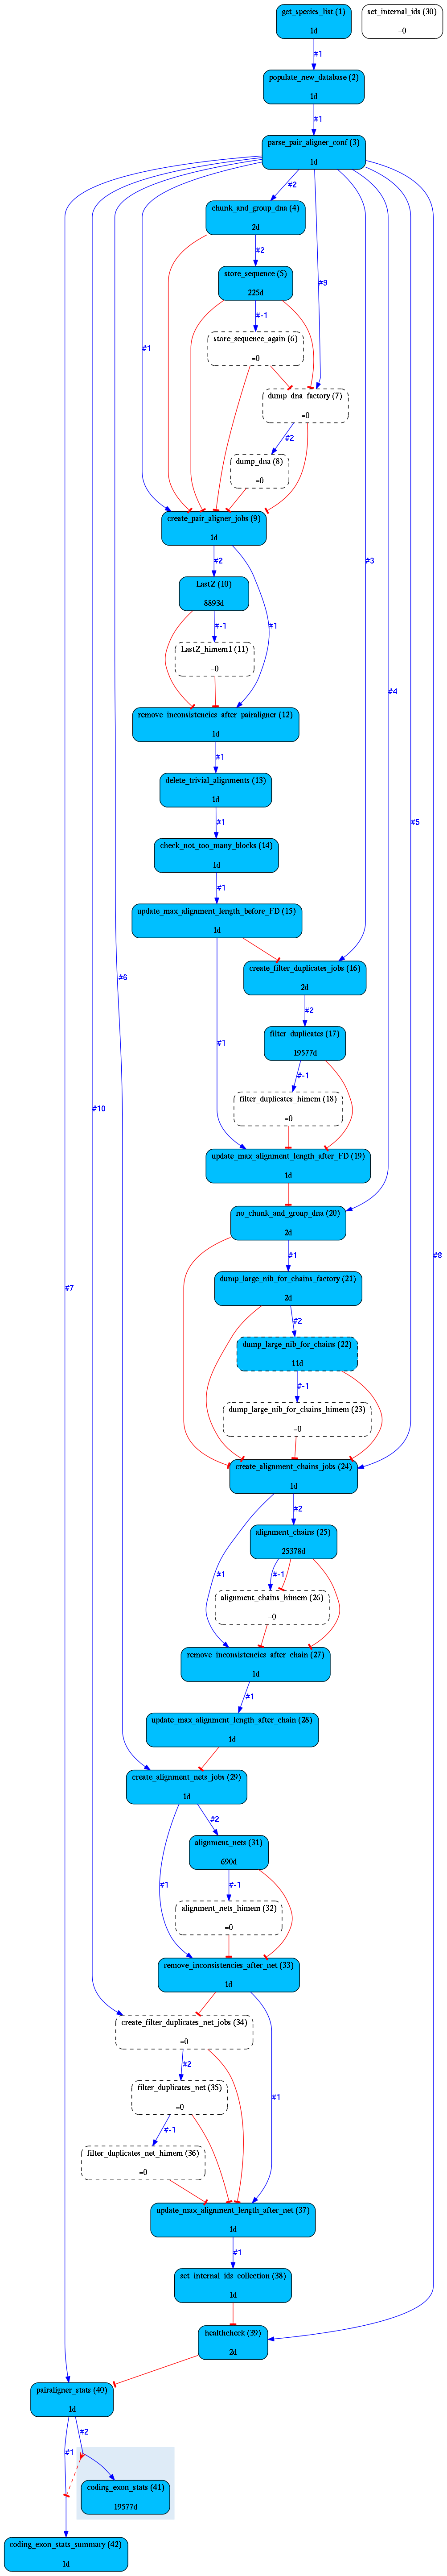 get_species_list (1)
1d
set_internal_ids (30)
=0
#1
populate_new_database (2)
1d
#1
parse_pair_aligner_conf (3)
1d
#2
chunk_and_group_dna (4)
2d
#2
store_sequence (5)
225d
#9
#-1
store_sequence_again (6)
=0
#1
dump_dna_factory (7)
=0
#2
dump_dna (8)
=0
create_pair_aligner_jobs (9)
1d
#2
#3
LastZ (10)
8893d
#-1
#1
LastZ_himem1 (11)
=0
#4
remove_inconsistencies_after_pairaligner (12)
1d
#1
delete_trivial_alignments (13)
1d
#5
#1
check_not_too_many_blocks (14)
1d
#1
update_max_alignment_length_before_FD (15)
1d
#6
create_filter_duplicates_jobs (16)
2d
#2
filter_duplicates (17)
19577d
#1
#-1
filter_duplicates_himem (18)
=0
#10
update_max_alignment_length_after_FD (19)
1d
no_chunk_and_group_dna (20)
2d
#1
#8
dump_large_nib_for_chains_factory (21)
2d
#7
#2
dump_large_nib_for_chains (22)
11d
#-1
dump_large_nib_for_chains_himem (23)
=0
create_alignment_chains_jobs (24)
1d
#2
alignment_chains (25)
25378d
#1
#-1
alignment_chains_himem (26)
=0
remove_inconsistencies_after_chain (27)
1d
#1
update_max_alignment_length_after_chain (28)
1d
create_alignment_nets_jobs (29)
1d
#2
alignment_nets (31)
690d
#1
#-1
alignment_nets_himem (32)
=0
remove_inconsistencies_after_net (33)
1d
create_filter_duplicates_net_jobs (34)
=0
#2
filter_duplicates_net (35)
=0
#1
#-1
filter_duplicates_net_himem (36)
=0
update_max_alignment_length_after_net (37)
1d
#1
set_internal_ids_collection (38)
1d
healthcheck (39)
2d
pairaligner_stats (40)
1d
#2
#1
coding_exon_stats (41)
19577d
coding_exon_stats_summary (42)
1d